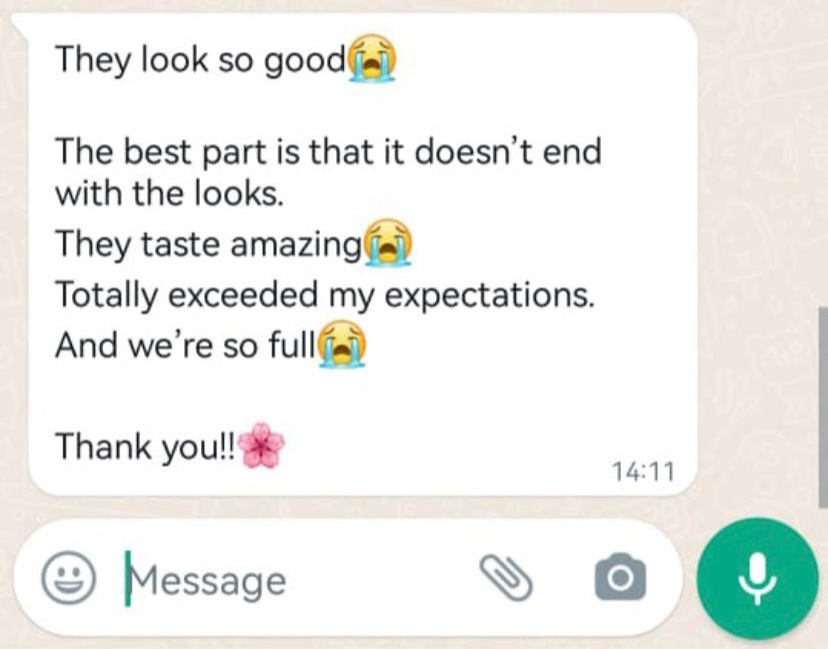 They look so good😭
The best part is that it doesn’t end
with the looks.
They taste amazing😭
Totally exceeded my expectations.
And we’re so full😭
Thank you!!🌸
14:11
Message